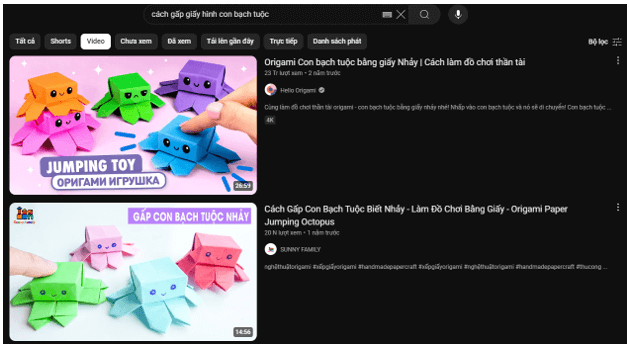 cách gấp giấy hình con bạch tuộc
Tất cả
Shorts
Video
Chưa xem
Đã xem
Tải lên gần đây
Trực tiếp
Danh sách phát
Bộ lọc
JUMPING TOY
ОРИГАМИ ИГРУШКА
26:53
Origami Con bạch tuộc bằng giấy Nhảy | Cách làm đồ chơi thần tài
23 Tr lượt xem • 2 năm trước
Hello Origami
Cùng làm đồ chơi thần tài origami - con bạch tuộc bằng giấy nhảy nhé! Nhấp vào con bạch tuộc và nó sẽ di chuyển! Con bạch tuộc ...
4K
GẤP CON BẠCH TUỘC NHẢY
14:56
Cách Gấp Con Bạch Tuộc Biết Nhảy - Làm Đồ Chơi Bằng Giấy - Origami Paper
Jumping Octopus
20 N lượt xem • 1 năm trước
SUNNY FAMILY
nghệthuậtorigami #xếpgiấyorigami #handmadepapercraft #xếpgiấyorigami #nghệthuậtorigami #handmadepapercraft #thucong ...